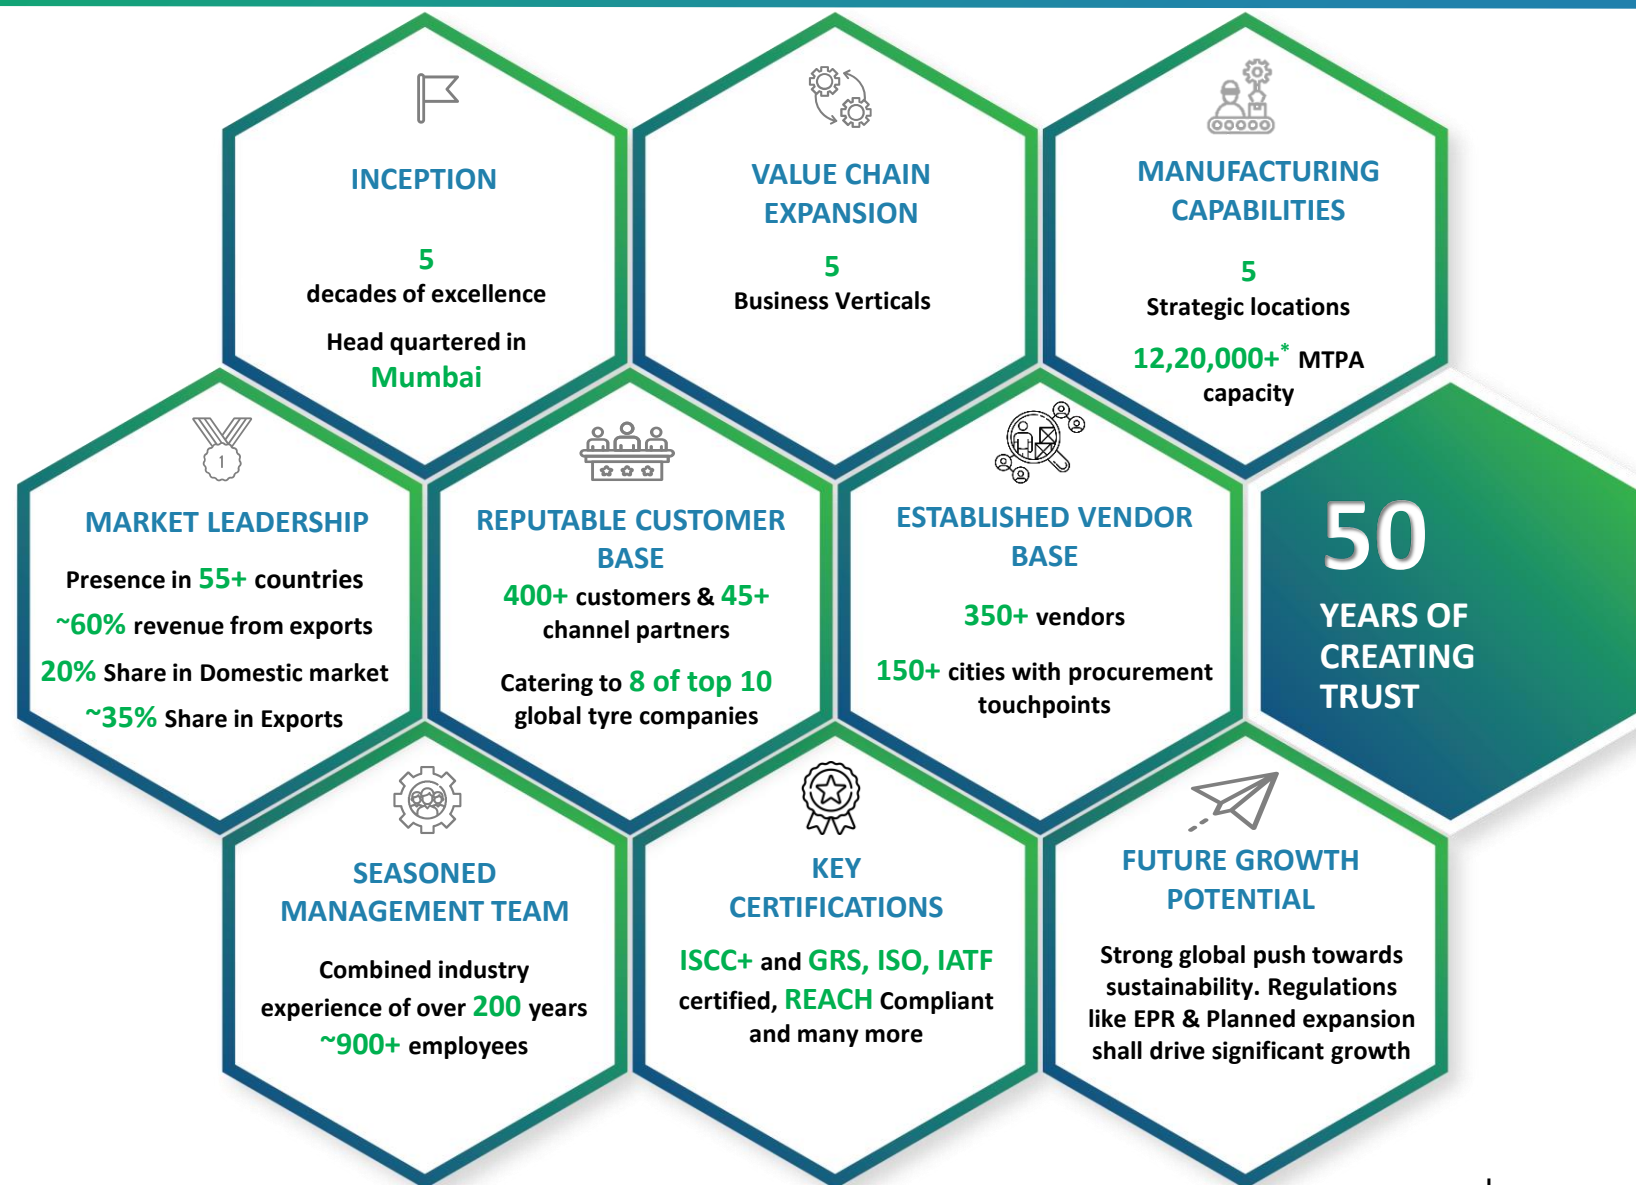 INCEPTION
5
decades of excellence
Head quartered in
Mumbai
VALUE CHAIN
EXPANSION
5
Business Verticals
MANUFACTURING
CAPABILITIES
5
Strategic locations
12,20,000+* MTPA
capacity
1
MARKET LEADERSHIP
Presence in 55+ countries
~60% revenue from exports
20% Share in Domestic market
~35% Share in Exports
REPUTABLE CUSTOMER
BASE
400+ customers & 45+
channel partners
Catering to 8 of top 10
global tyre companies
ESTABLISHED VENDOR
BASE
350+ vendors
150+ cities with procurement
touchpoints
50
YEARS OF
CREATING
TRUST
SEASONED
MANAGEMENT TEAM
Combined industry
experience of over 200 years
~900+ employees
KEY
CERTIFICATIONS
ISCC+ and GRS, ISO, IATF
certified, REACH Compliant
and many more
FUTURE GROWTH
POTENTIAL
Strong global push towards
sustainability. Regulations
like EPR & Planned expansion
shall drive significant growth